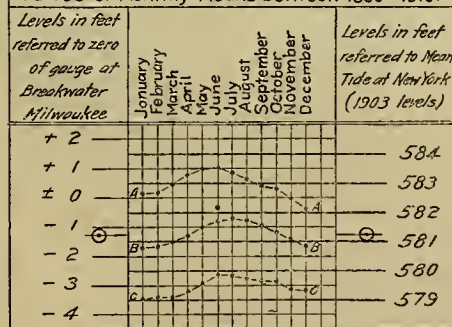 Levels in feet
referred to zero
of gauge at
Breakwater
Milwaukee
January
February
March
April
May
June
July
August
September
October
November
December
Levels in feet
referred to Mean
Tide at New York
(1903 levels)
+ 2
+ 1
± 0
- 1
- 2
- 3
- 4
A A
B B
C C
584
583
582
581
580
579